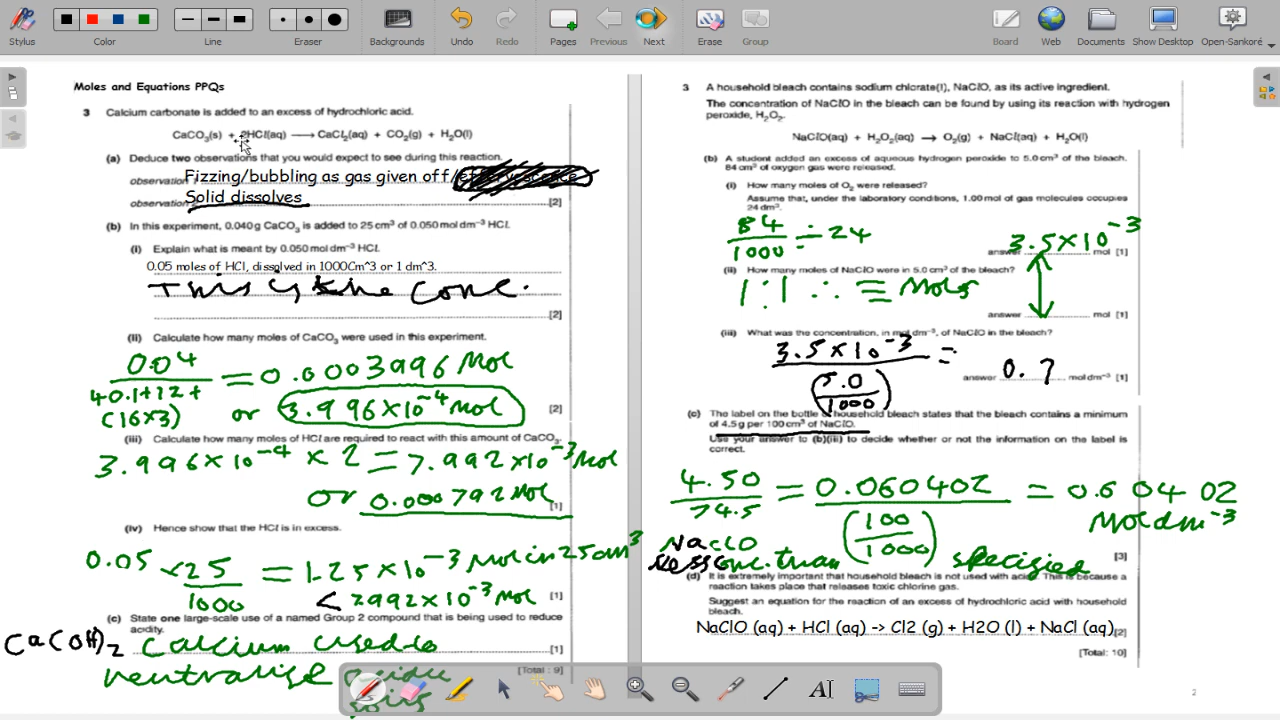 Stylus
Color
Line
Eraser
Backgrounds
Undo
Redo
Pages
Previous
Next
Erase
Group
Board
Web
Documents
Show Desktop
Open-Sankoré
Moles and Equations PPQs
3 Calcium carbonate is added to an excess of hydrochloric acid.
CaCO3(s) + 2HCl(aq) → CaCl2(aq) + CO2(g) + H2O(l)
(a) Deduce two observations that you would expect to see during this reaction.
observation Fizzing/bubbling as gas given off/
observation Solid dissolves
[2]
(b) In this experiment, 0.040 g CaCO3 is added to 25 cm3 of 0.050 mol dm–3 HCl.
(i) Explain what is meant by 0.050 mol dm–3 HCl.
0.05 moles of HCl, dissolved in 1000Cm^3 or 1 dm^3.
This is the conc.
[2]
(ii) Calculate how many moles of CaCO3 were used in this experiment.
0.04
40.1+12+
(16×3)
= 0.0003996 Mol
or 3.996×10^-4 Mol
[2]
(iii) Calculate how many moles of HCl are required to react with this amount of CaCO3.
3.996×10^-4 × 2 = 7.992×10^-3 Mol
or 0.000792 Mol
[1]
(iv) Hence show that the HCl is in excess.
0.05 × 25
1000
= 1.25×10^-3 Mol in 25cm^3
< 7.992×10^-3 Mol
[1]
(c) State one large-scale use of a named Group 2 compound that is being used to reduce
acidity.
Ca(OH)2 Calcium used to
[1]
neutralise acidic
soils
[Total: 9]
3 A household bleach contains sodium chlorate(I), NaClO, as its active ingredient.
The concentration of NaClO in the bleach can be found by using its reaction with hydrogen
peroxide, H2O2.
NaClO(aq) + H2O2(aq) → O2(g) + NaCl(aq) + H2O(l)
(b) A student added an excess of aqueous hydrogen peroxide to 5.0 cm3 of the bleach.
84 cm3 of oxygen gas were released.
(i) How many moles of O2 were released?
Assume that, under the laboratory conditions, 1.00 mol of gas molecules occupies
24 dm3.
84
1000
÷ 24
answer 3.5×10^-3 mol [1]
(ii) How many moles of NaClO were in 5.0 cm3 of the bleach?
1:1 ∴ = Moles
answer mol [1]
(iii) What was the concentration, in mol dm–3, of NaClO in the bleach?
3.5×10^-3 =
(5.0
1000)
answer 0.7 mol dm–3 [1]
(c) The label on the bottle of household bleach states that the bleach contains a minimum
of 4.5 g per 100 cm3 of NaClO.
Use your answer to (b)(iii) to decide whether or not the information on the label is
correct.
4.50
74.5
= 0.060402
(100
1000)
= 0.60402
Mol dm^-3
NaClO
less conc. than specified
[3]
(d) It is extremely important that household bleach is not used with acid. This is because a
reaction takes place that releases toxic chlorine gas.
Suggest an equation for the reaction of an excess of hydrochloric acid with household
bleach.
NaClO (aq) + HCl (aq) -> Cl2 (g) + H2O (l) + NaCl (aq)
[2]
[Total: 10]
2